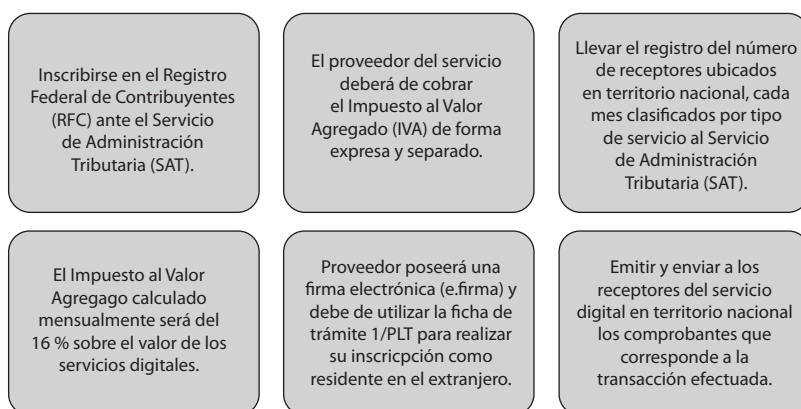 Inscribirse en el Registro
Federal de Contribuyentes
(RFC) ante el Servicio
de Administración
Tributaria (SAT).
El proveedor del servicio
deberá de cobrar
el Impuesto al Valor
Agregado (IVA) de forma
expresa y separado.
Llevar el registro del número
de receptores ubicados
en territorio nacional, cada
mes clasificados por tipo
de servicio al Servicio
de Administración
Tributaria (SAT).
El Impuesto al Valor
Agregago calculado
mensualmente será del
16 % sobre el valor de los
servicios digitales.
Proveedor poseerá una
firma electrónica (e.firma) y
debe de utilizar la ficha de
trámite 1/PLT para realizar
su inscricpción como
residente en el extranjero.
Emitir y enviar a los
receptores del servicio
digital en territorio nacional
los comprobantes que
corresponde a la
transacción efectuada.